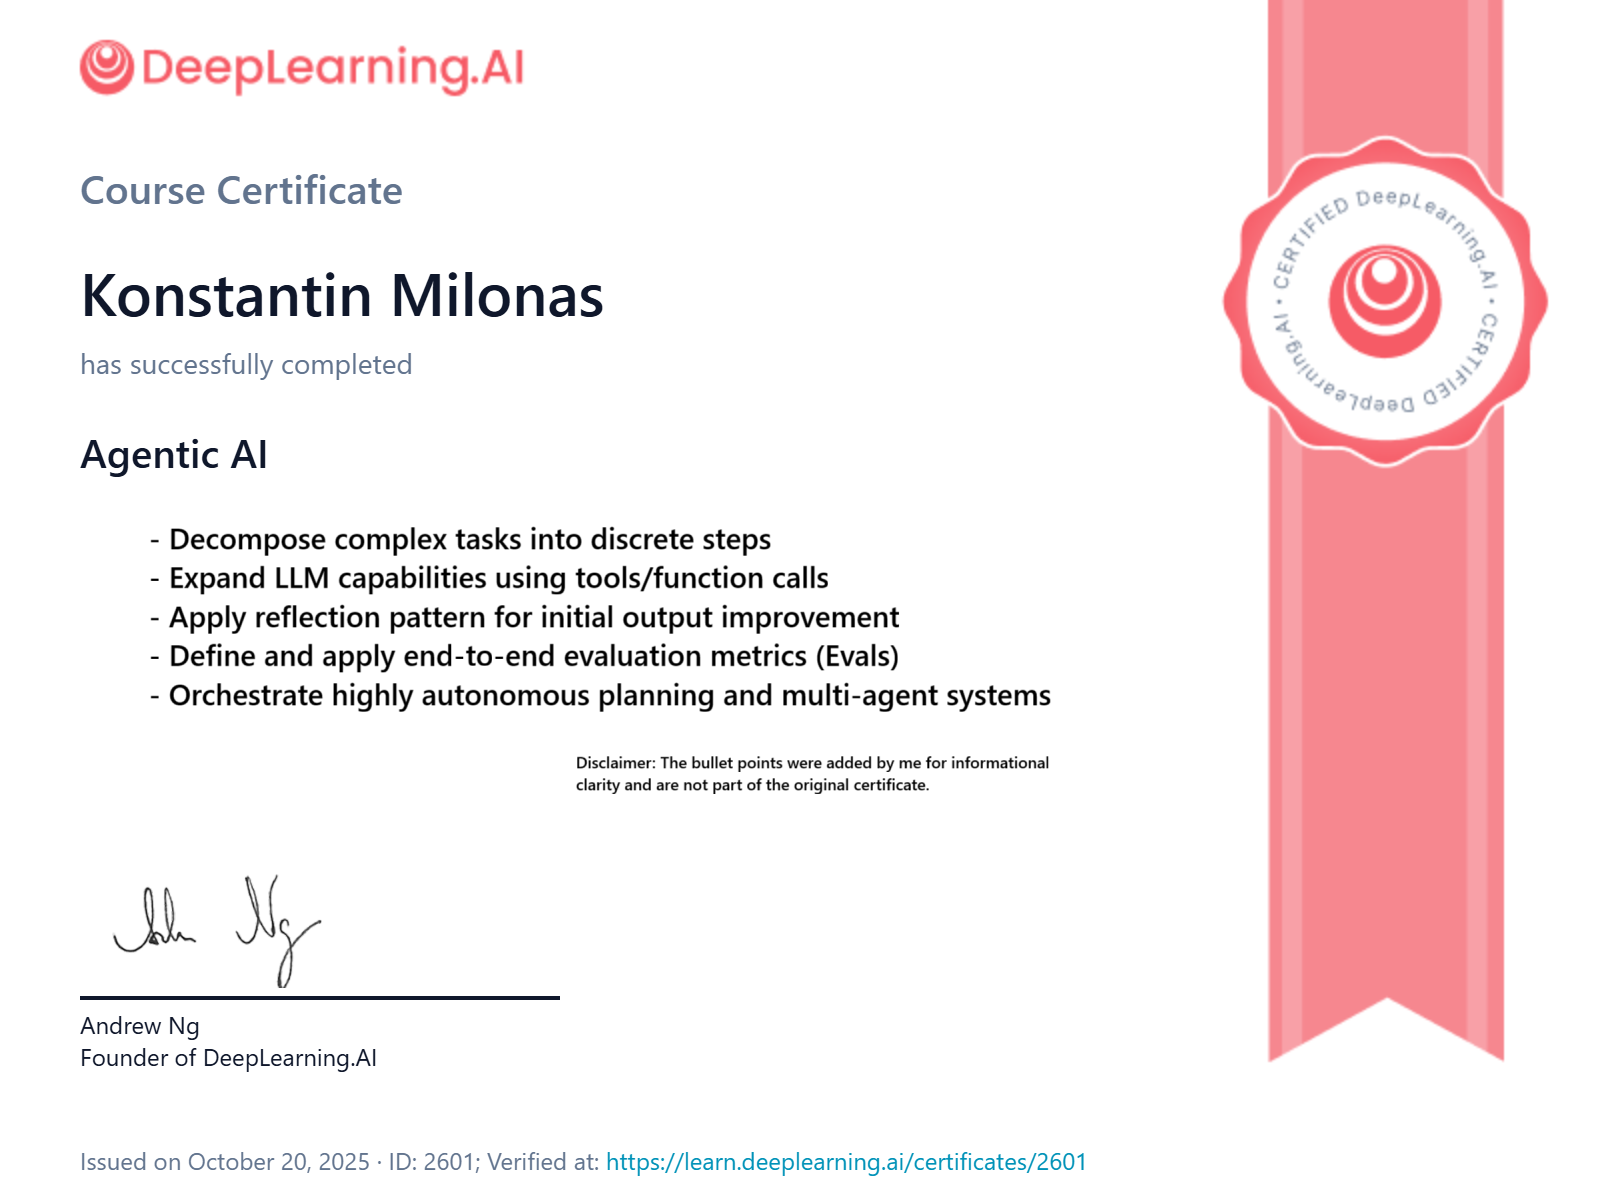 DeepLearning.AI
Course Certificate
Konstantin Milonas
has successfully completed
Agentic AI
- Decompose complex tasks into discrete steps
- Expand LLM capabilities using tools/function calls
- Apply reflection pattern for initial output improvement
- Define and apply end-to-end evaluation metrics (Evals)
- Orchestrate highly autonomous planning and multi-agent systems
Disclaimer: The bullet points were added by me for informational
clarity and are not part of the original certificate.
Andrew Ng
Andrew Ng
Founder of DeepLearning.AI
Issued on October 20, 2025 · ID: 2601; Verified at: https://learn.deeplearning.ai/certificates/2601
CERTIFIED DeepLearning.AI • CERTIFIED DeepLearning.AI •